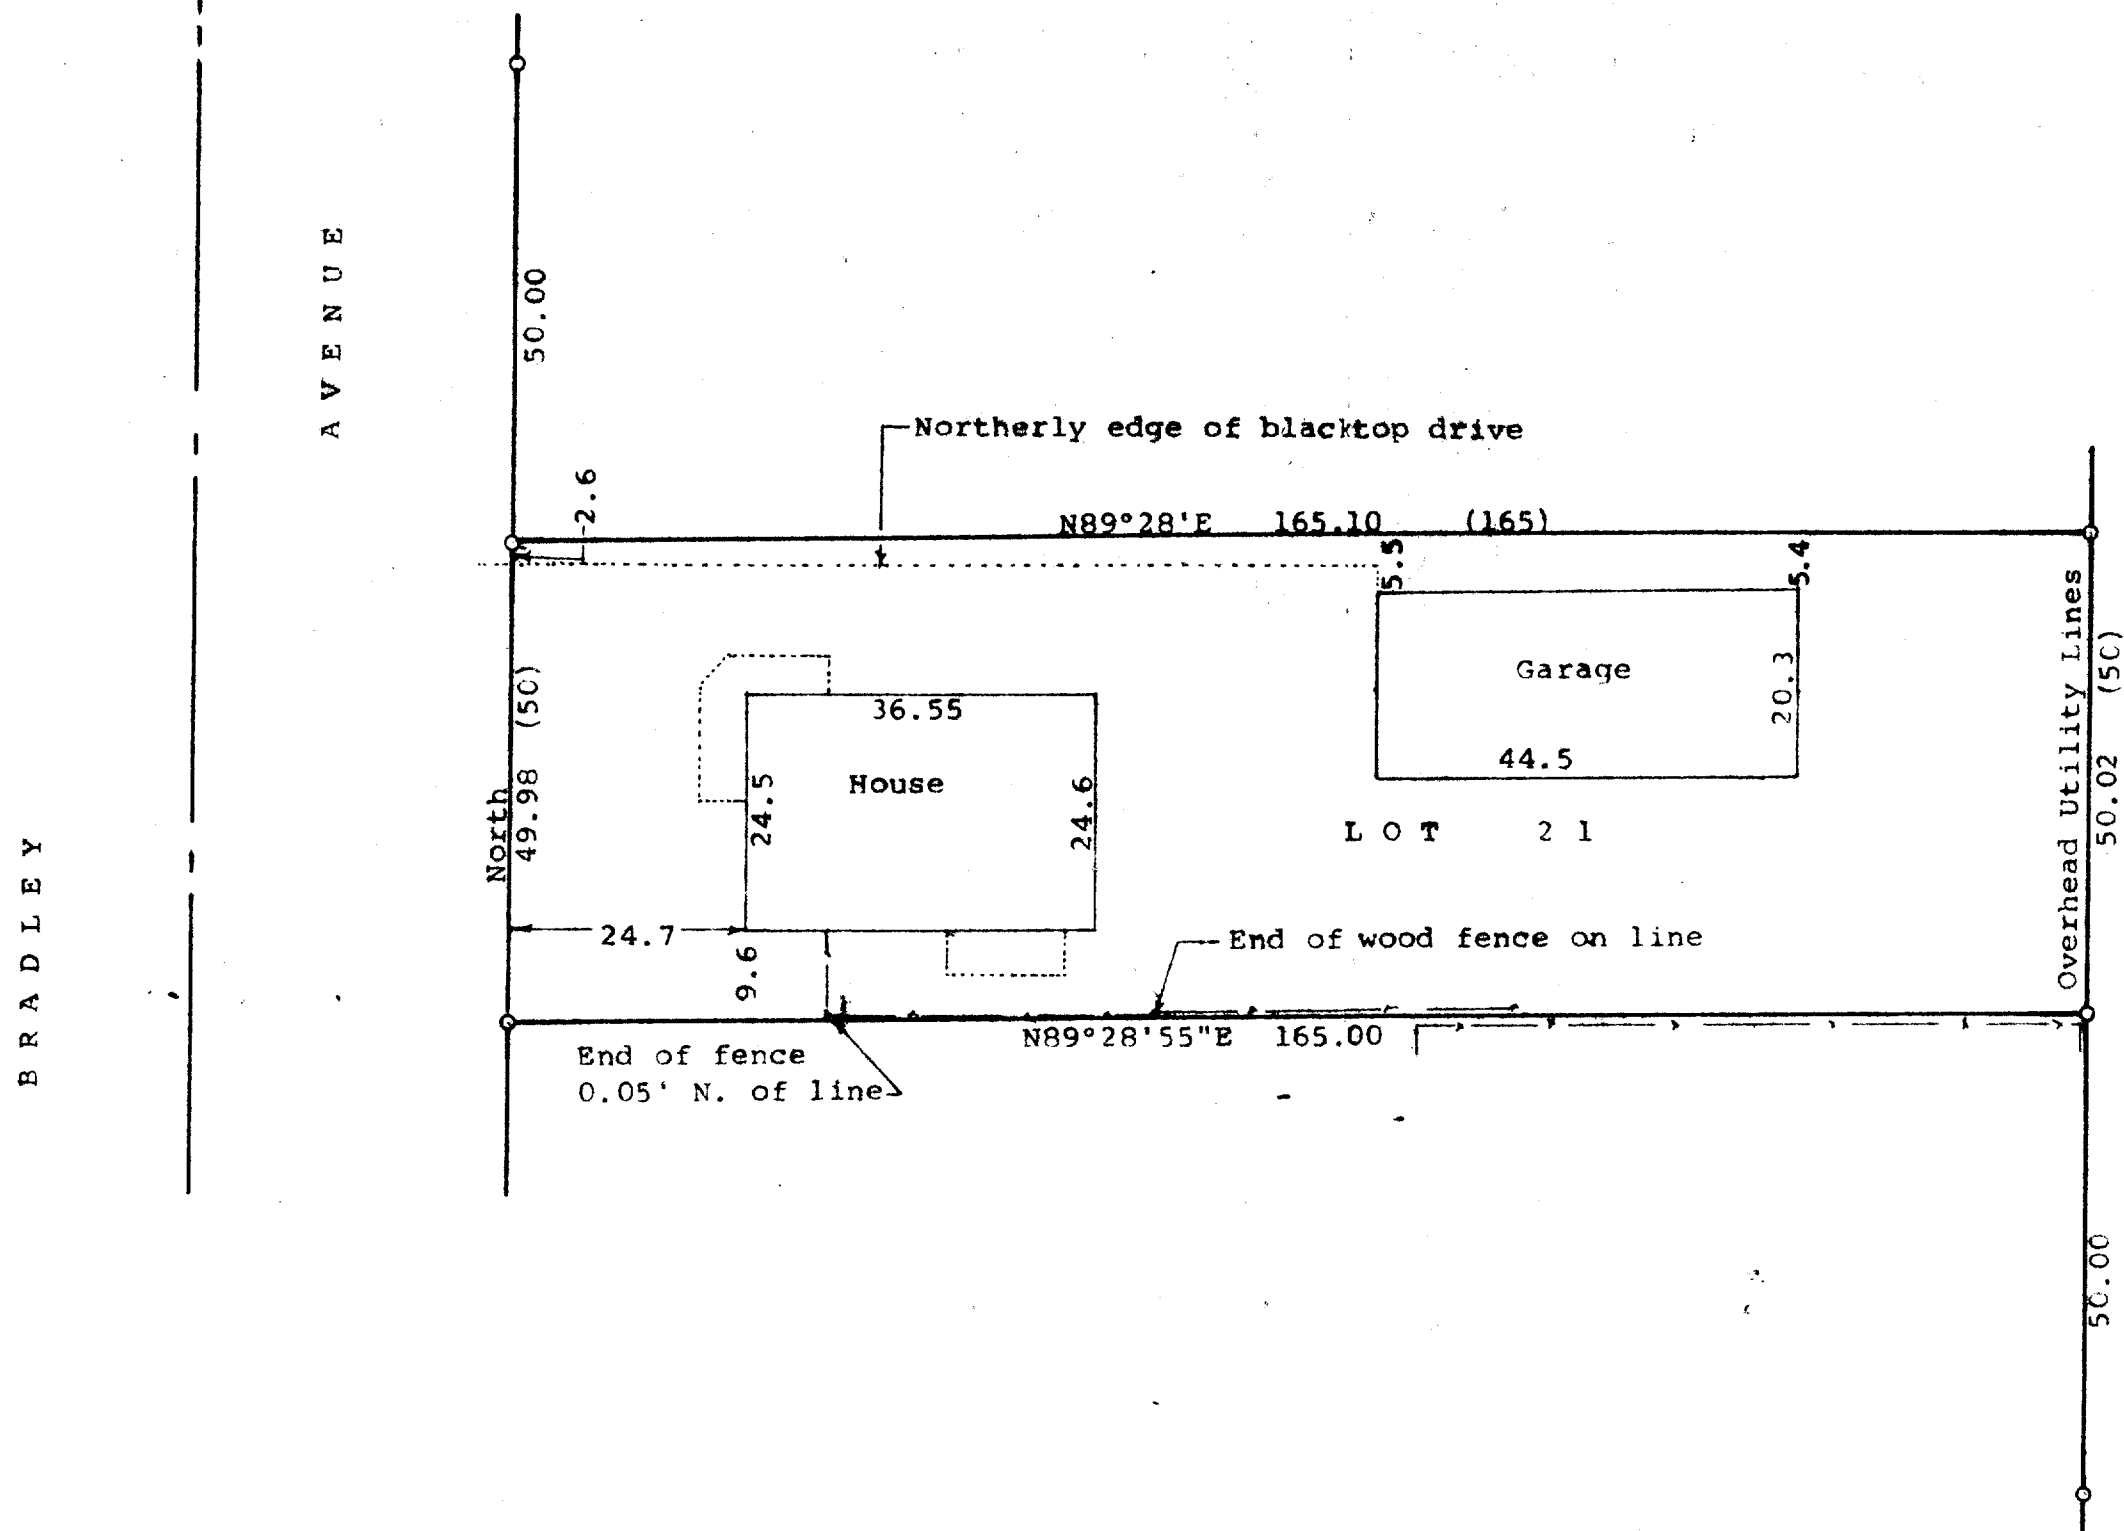 BRADLEY AVENUE
50.00
2.6
Northerly edge of blacktop drive
N89°28'E 165.10 (165)
5.5
5.4
North
49.98 (50)
36.55
House
24.5
24.6
Garage
20.3
44.5
LOT 21
Overhead Utility Lines
50.02 (50)
24.7
9.6
End of wood fence on line
N89°28'55"E 165.00
End of fence
0.05' N. of line
50.00